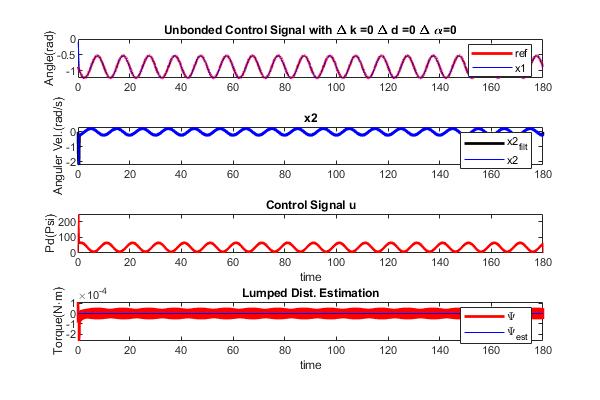 Unbonded Control Signal with Δ k =0 Δ d =0 Δ α=0
Angle(rad)
0
-0.5
-1
ref
x1
0 20 40 60 80 100 120 140 160 180
x2
Anguler Vel.(rad/s)
0
-1
-2
x2filt
x2
0 20 40 60 80 100 120 140 160 180
Control Signal u
Pd(Psi)
200
100
0
0 20 40 60 80 100 120 140 160 180
time
×10-4
Lumped Dist. Estimation
Torque(N·m)
1
0
-1
-2
Ψ
Ψest
0 20 40 60 80 100 120 140 160 180
time